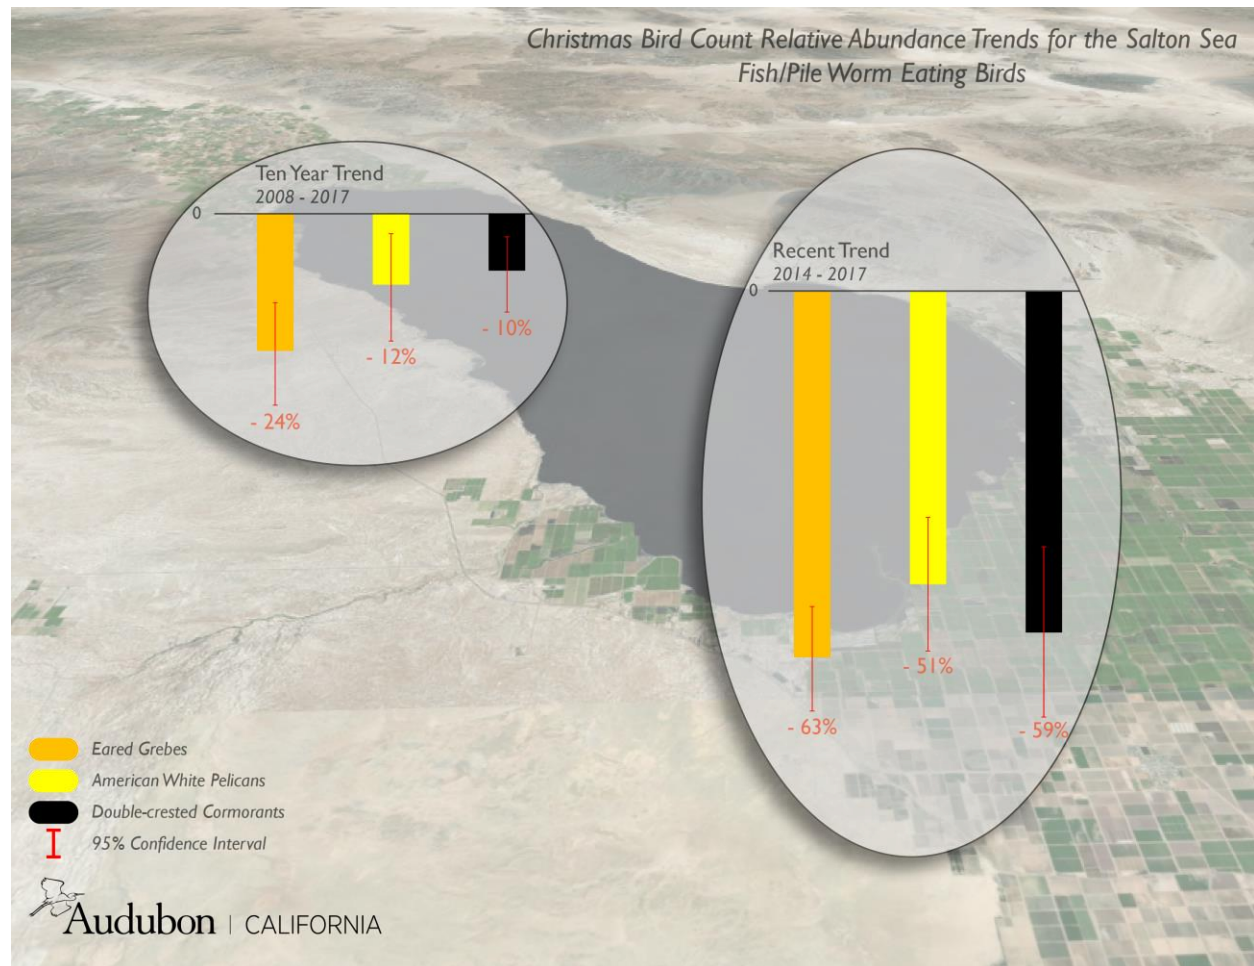 Christmas Bird Count Relative Abundance Trends for the Salton Sea
Fish/Pile Worm Eating Birds
Ten Year Trend
2008 - 2017
0
- 24%
- 12%
- 10%
Recent Trend
2014 - 2017
0
- 63%
- 51%
- 59%
Eared Grebes
American White Pelicans
Double-crested Cormorants
95% Confidence Interval
Audubon | CALIFORNIA